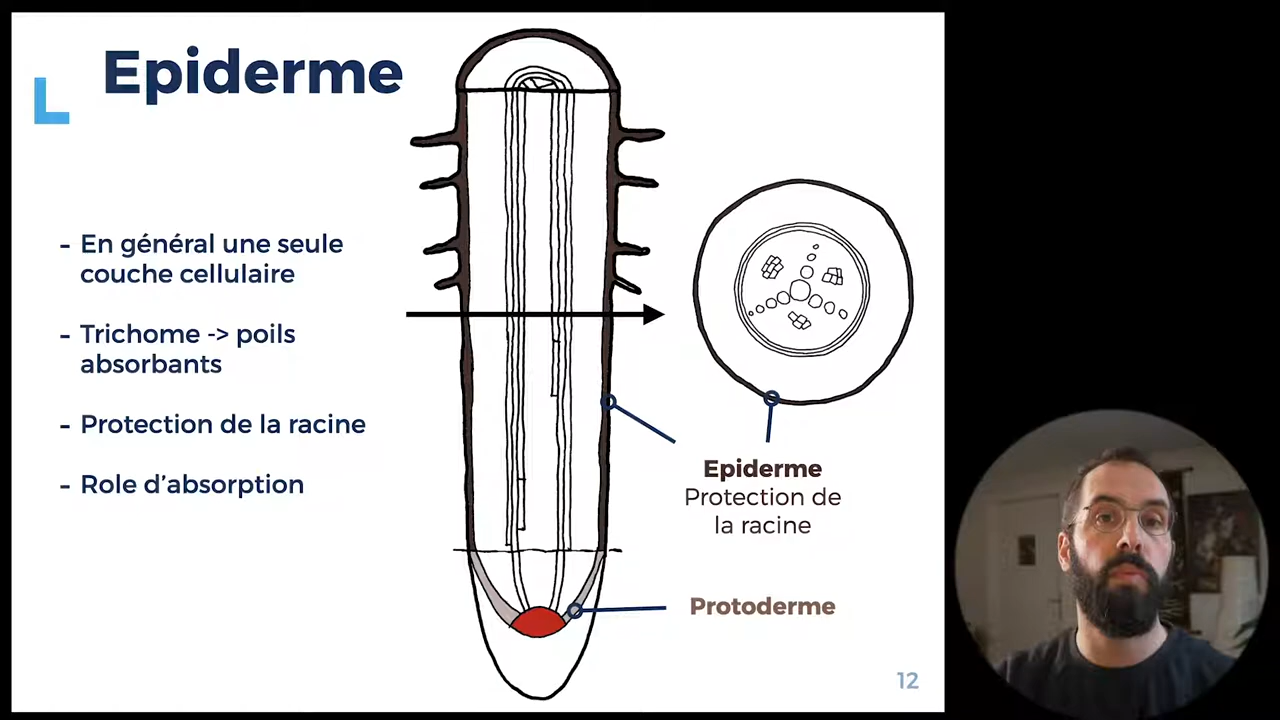 Epiderme
- En général une seule
couche cellulaire
- Trichome -> poils
absorbants
- Protection de la racine
- Role d'absorption
Epiderme
Protection de
la racine
Protoderme
12